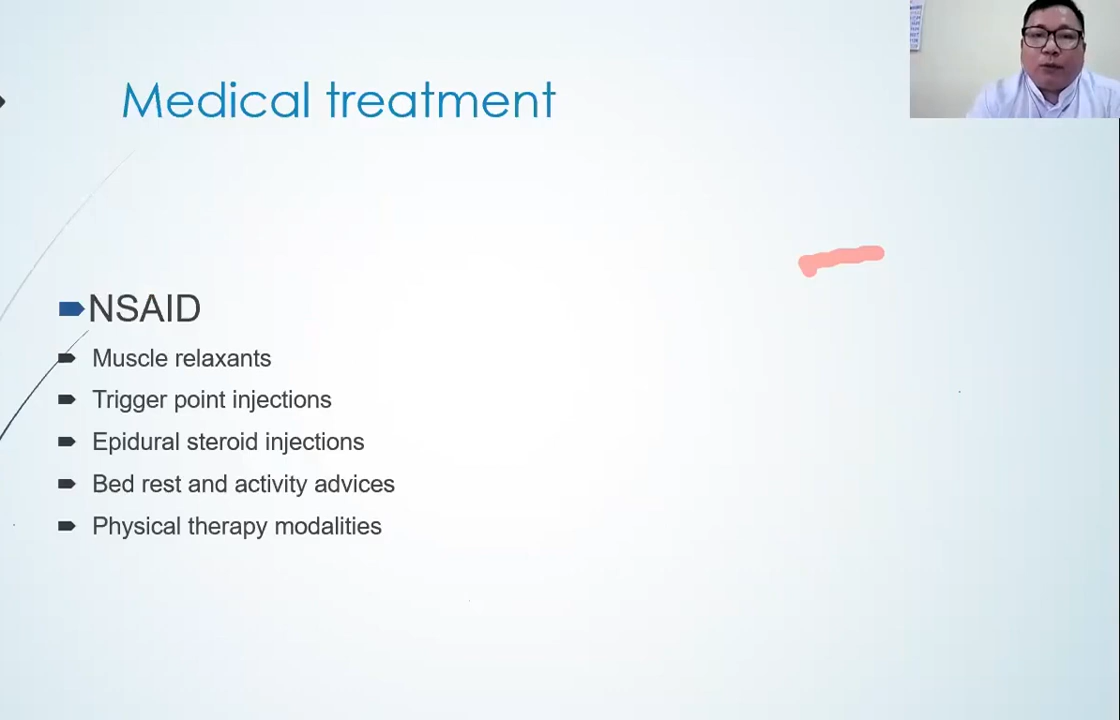 Medical treatment
NSAID
Muscle relaxants
Trigger point injections
Epidural steroid injections
Bed rest and activity advices
Physical therapy modalities